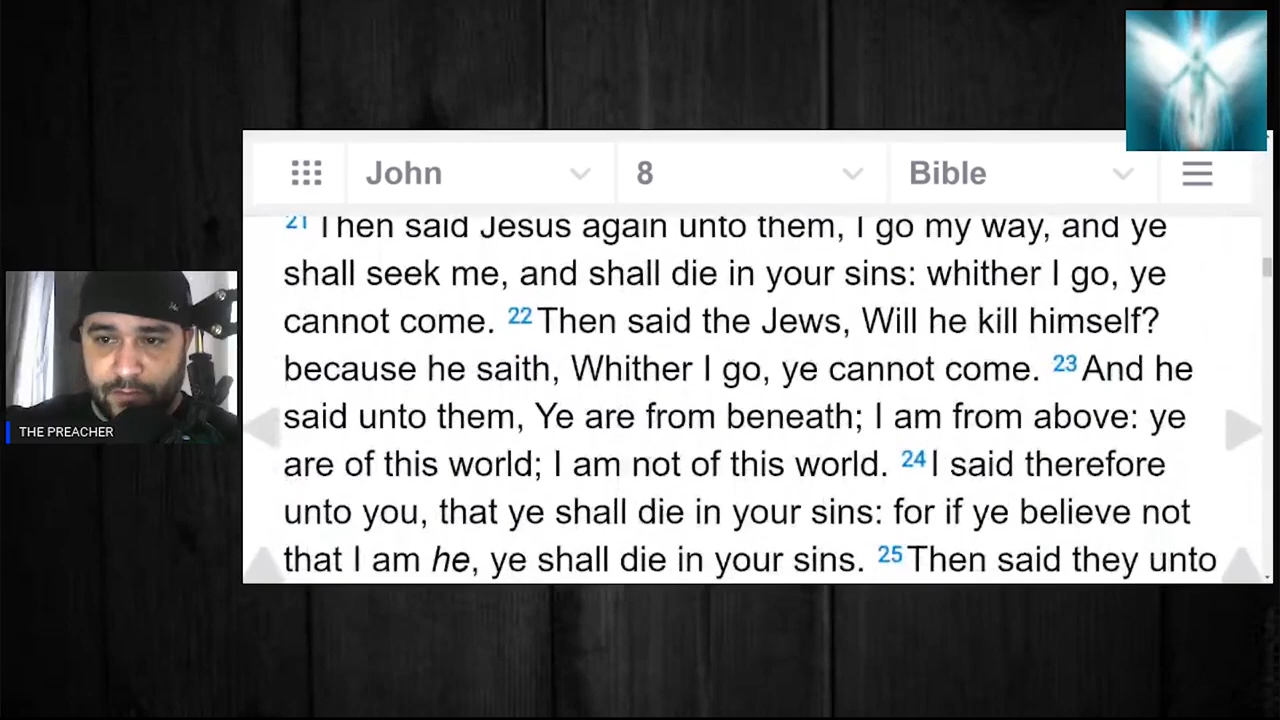 John 8 Bible
21 Then said Jesus again unto them, I go my way, and ye
shall seek me, and shall die in your sins: whither I go, ye
cannot come. 22 Then said the Jews, Will he kill himself?
because he saith, Whither I go, ye cannot come. 23 And he
said unto them, Ye are from beneath; I am from above: ye
are of this world; I am not of this world. 24 I said therefore
unto you, that ye shall die in your sins: for if ye believe not
that I am he, ye shall die in your sins. 25 Then said they unto
THE PREACHER